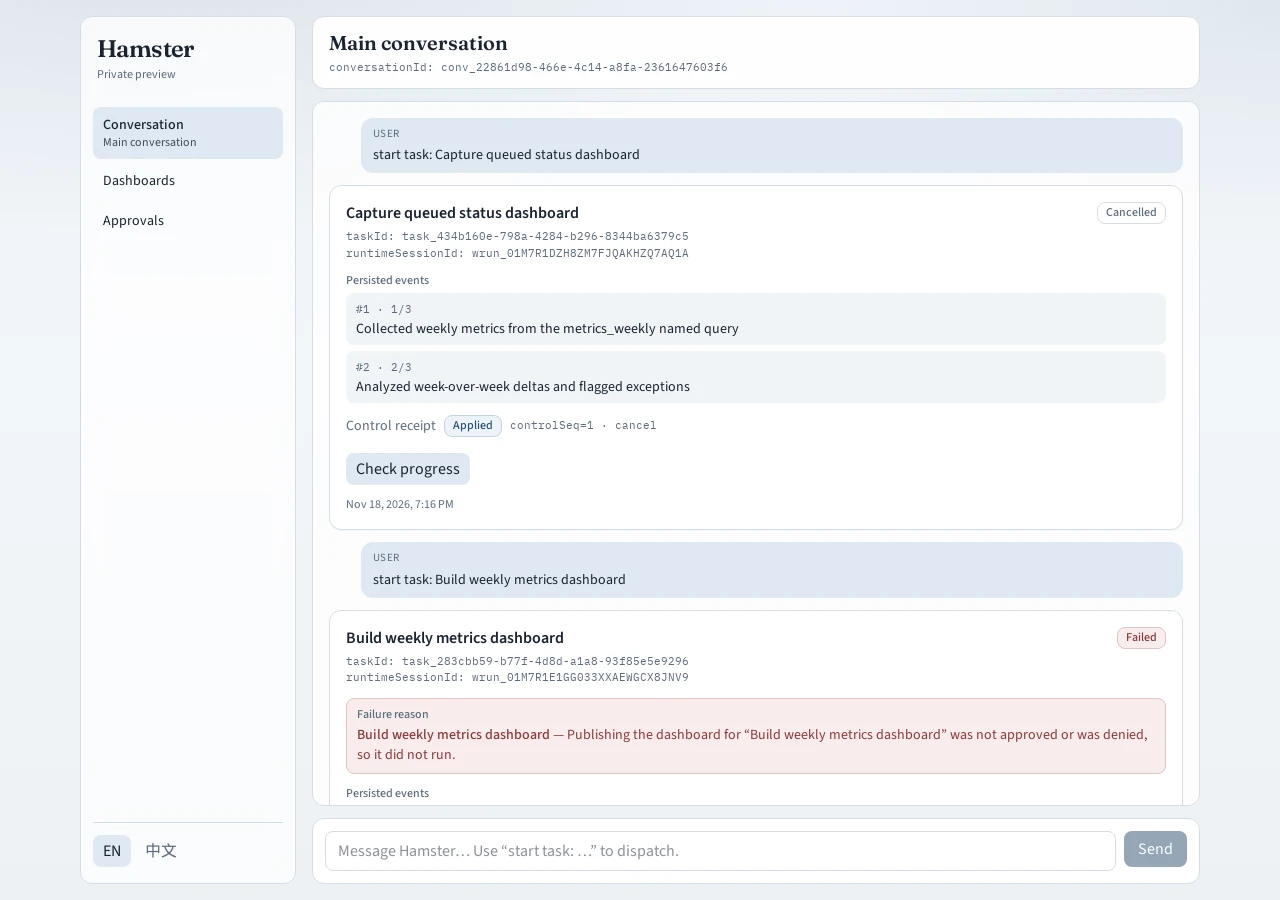 Hamster
Private preview
Conversation
Main conversation
Dashboards
Approvals
EN
中文
Main conversation
conversationId: conv_22861d98-466e-4c14-a8fa-2361647603f6
USER
start task: Capture queued status dashboard
Capture queued status dashboard
Cancelled
taskId: task_434b160e-798a-4284-b296-8344ba6379c5
runtimeSessionId: wrun_01M7R1DZH8ZM7FJQAKHZQ7AQ1A
Persisted events
#1 · 1/3
Collected weekly metrics from the metrics_weekly named query
#2 · 2/3
Analyzed week-over-week deltas and flagged exceptions
Control receipt Applied controlSeq=1 · cancel
Check progress
Nov 18, 2026, 7:16 PM
USER
start task: Build weekly metrics dashboard
Build weekly metrics dashboard
Failed
taskId: task_283cbb59-b77f-4d8d-a1a8-93f85e5e9296
runtimeSessionId: wrun_01M7R1E1GG033XXAEWGCX8JNV9
Failure reason
Build weekly metrics dashboard — Publishing the dashboard for “Build weekly metrics dashboard” was not approved or was denied,
so it did not run.
Persisted events
Message Hamster… Use “start task: …” to dispatch.
Send